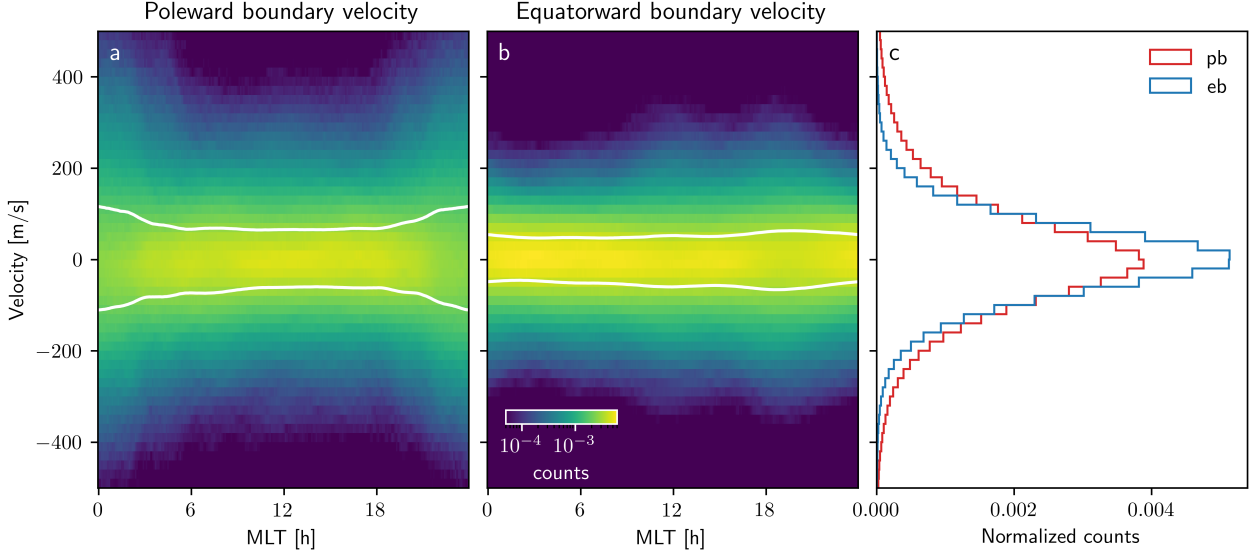 Poleward boundary velocity
Equatorward boundary velocity
a
b
c
pb
eb
Velocity [m/s]
400
200
0
−200
−400
10⁻⁴
10⁻³
counts
0
6
12
18
MLT [h]
0
6
12
18
MLT [h]
0.000
0.002
0.004
Normalized counts